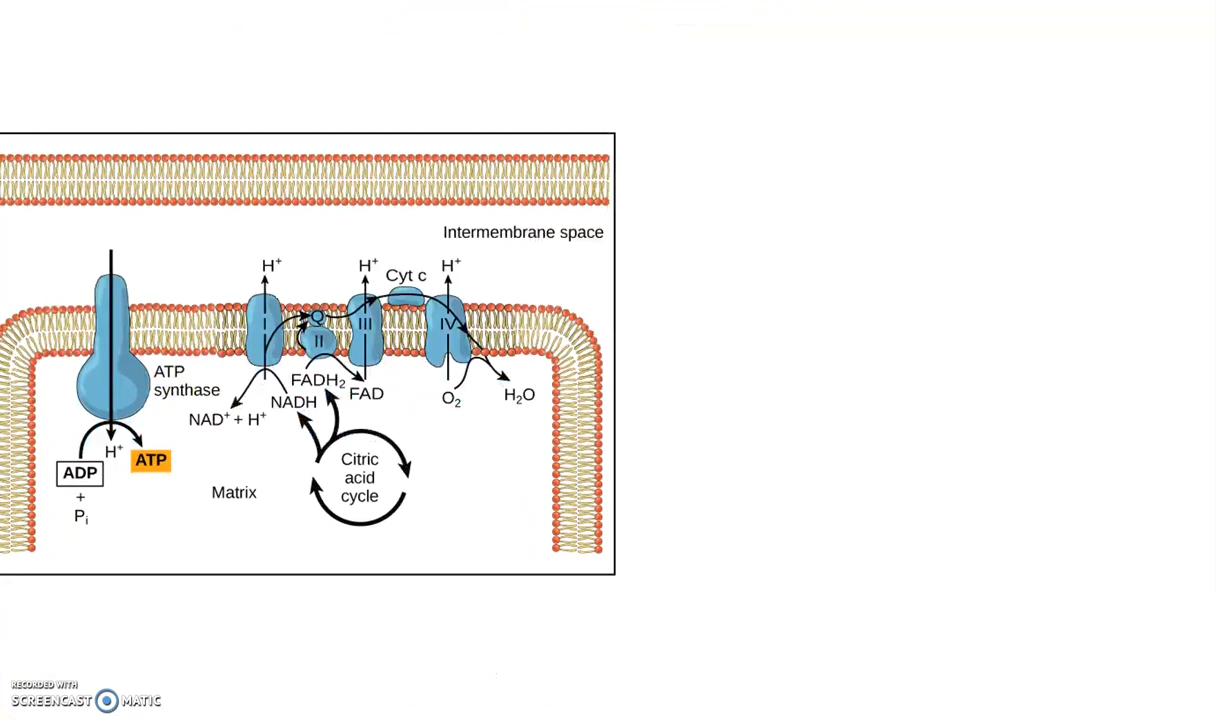 Intermembrane space
H⁺
H⁺
Cyt c
H⁺
I
Q
II
III
IV
ATP
synthase
FADH₂
FAD
NADH
O₂
H₂O
NAD⁺ + H⁺
H⁺
ATP
ADP
+
Pᵢ
Matrix
Citric
acid
cycle
RECORDED WITH
SCREENCAST MATIC